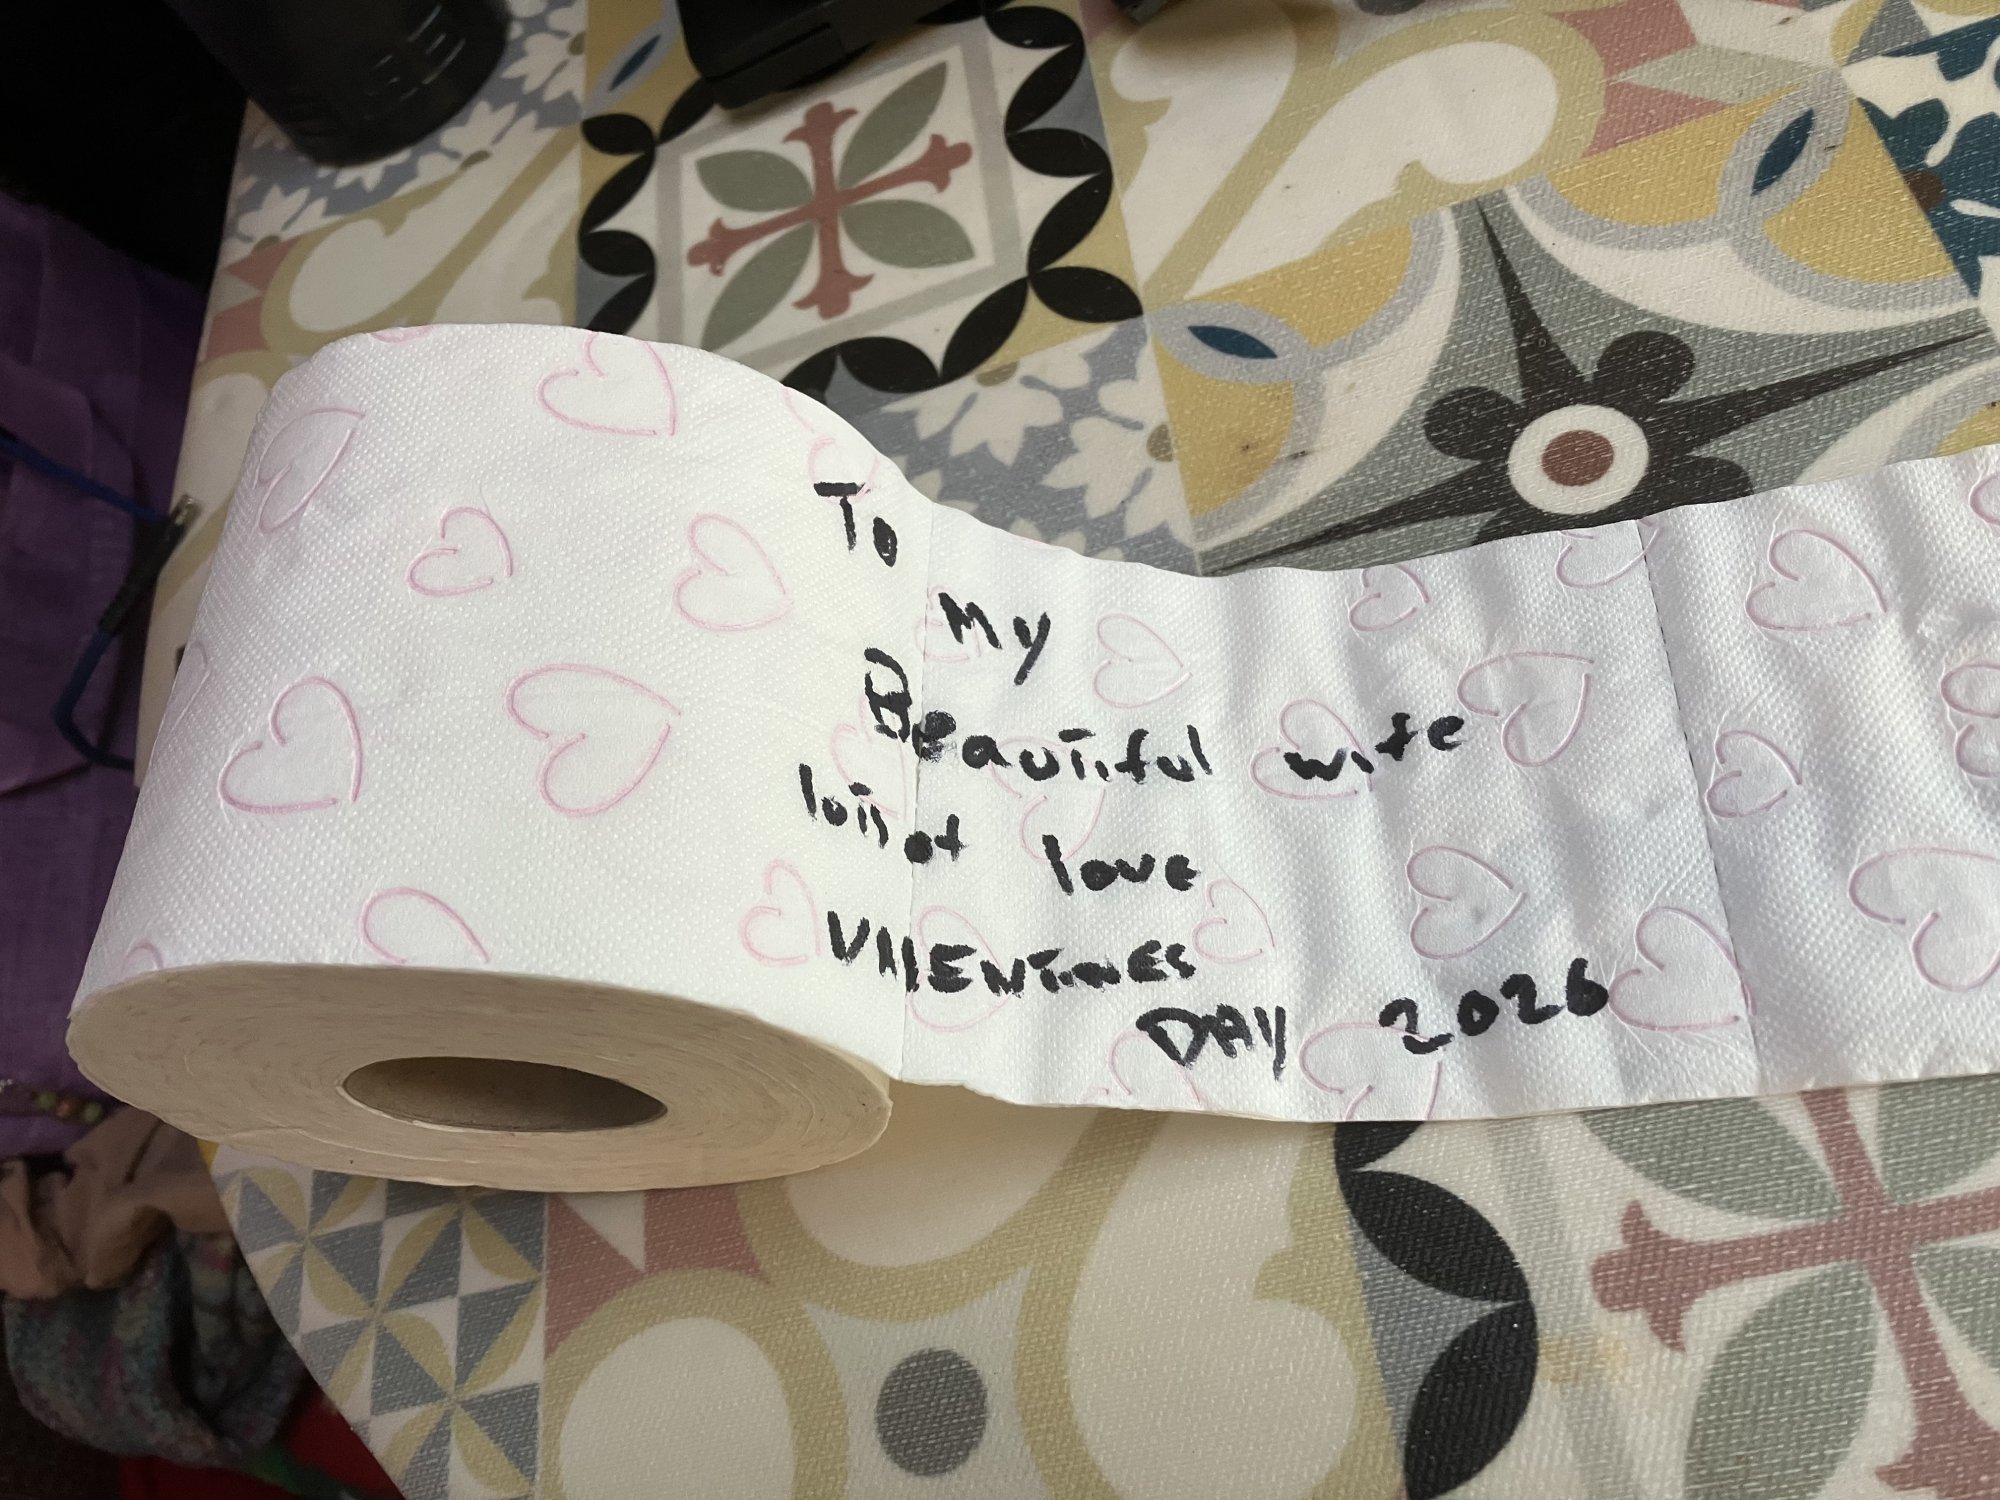 To
My
Beautiful wife
lots of love
VALENTINES
DAY 2026